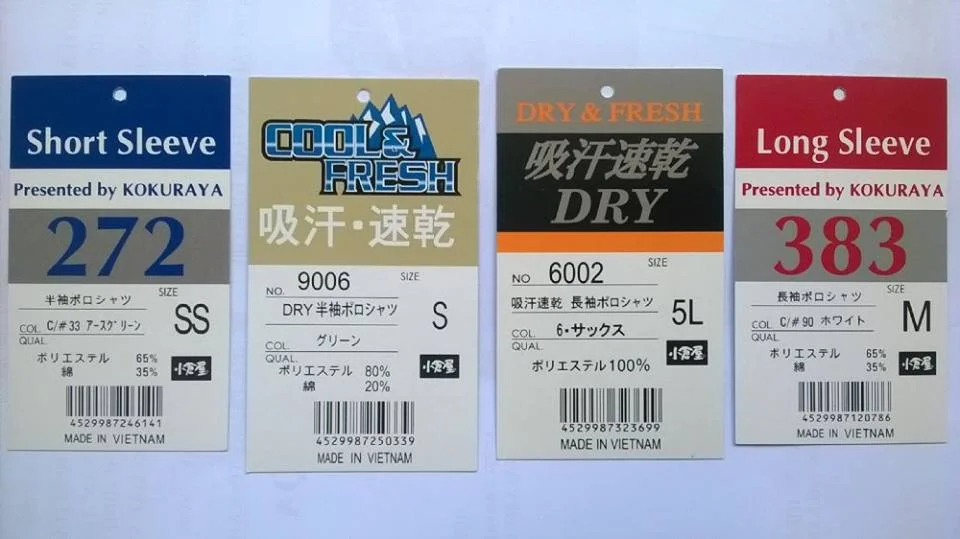 Short Sleeve
Presented by KOKURAYA
272
半袖ポロシャツ
SIZE
COL. C/#33 アースグリーン
SS
QUAL.
ポリエステル 65%
綿 35%
小倉屋
4529987246141
MADE IN VIETNAM
COOL&
FRESH
吸汗・速乾
NO. 9006
SIZE
DRY半袖ポロシャツ
S
COL. グリーン
QUAL.
ポリエステル 80%
綿 20%
小倉屋
4529987250339
MADE IN VIETNAM
DRY & FRESH
吸汗速乾
DRY
NO 6002
SIZE
吸汗速乾 長袖ポロシャツ
5L
COL. 6・サックス
QUAL.
ポリエステル100%
小倉屋
4529987323699
MADE IN VIETNAM
Long Sleeve
Presented by KOKURAYA
383
長袖ポロシャツ
SIZE
COL. C/#90 ホワイト
M
QUAL.
ポリエステル 65%
綿 35%
小倉屋
4529987120786
MADE IN VIETNAM